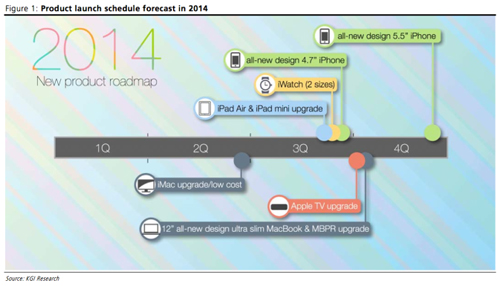 Figure 1: Product launch schedule forecast in 2014
2014
New product roadmap
all-new design 5.5" iPhone
all-new design 4.7" iPhone
iWatch (2 sizes)
iPad Air & iPad mini upgrade
1Q 2Q 3Q 4Q
iMac upgrade/low cost
Apple TV upgrade
12" all-new design ultra slim MacBook & MBPR upgrade
Source: KGI Research